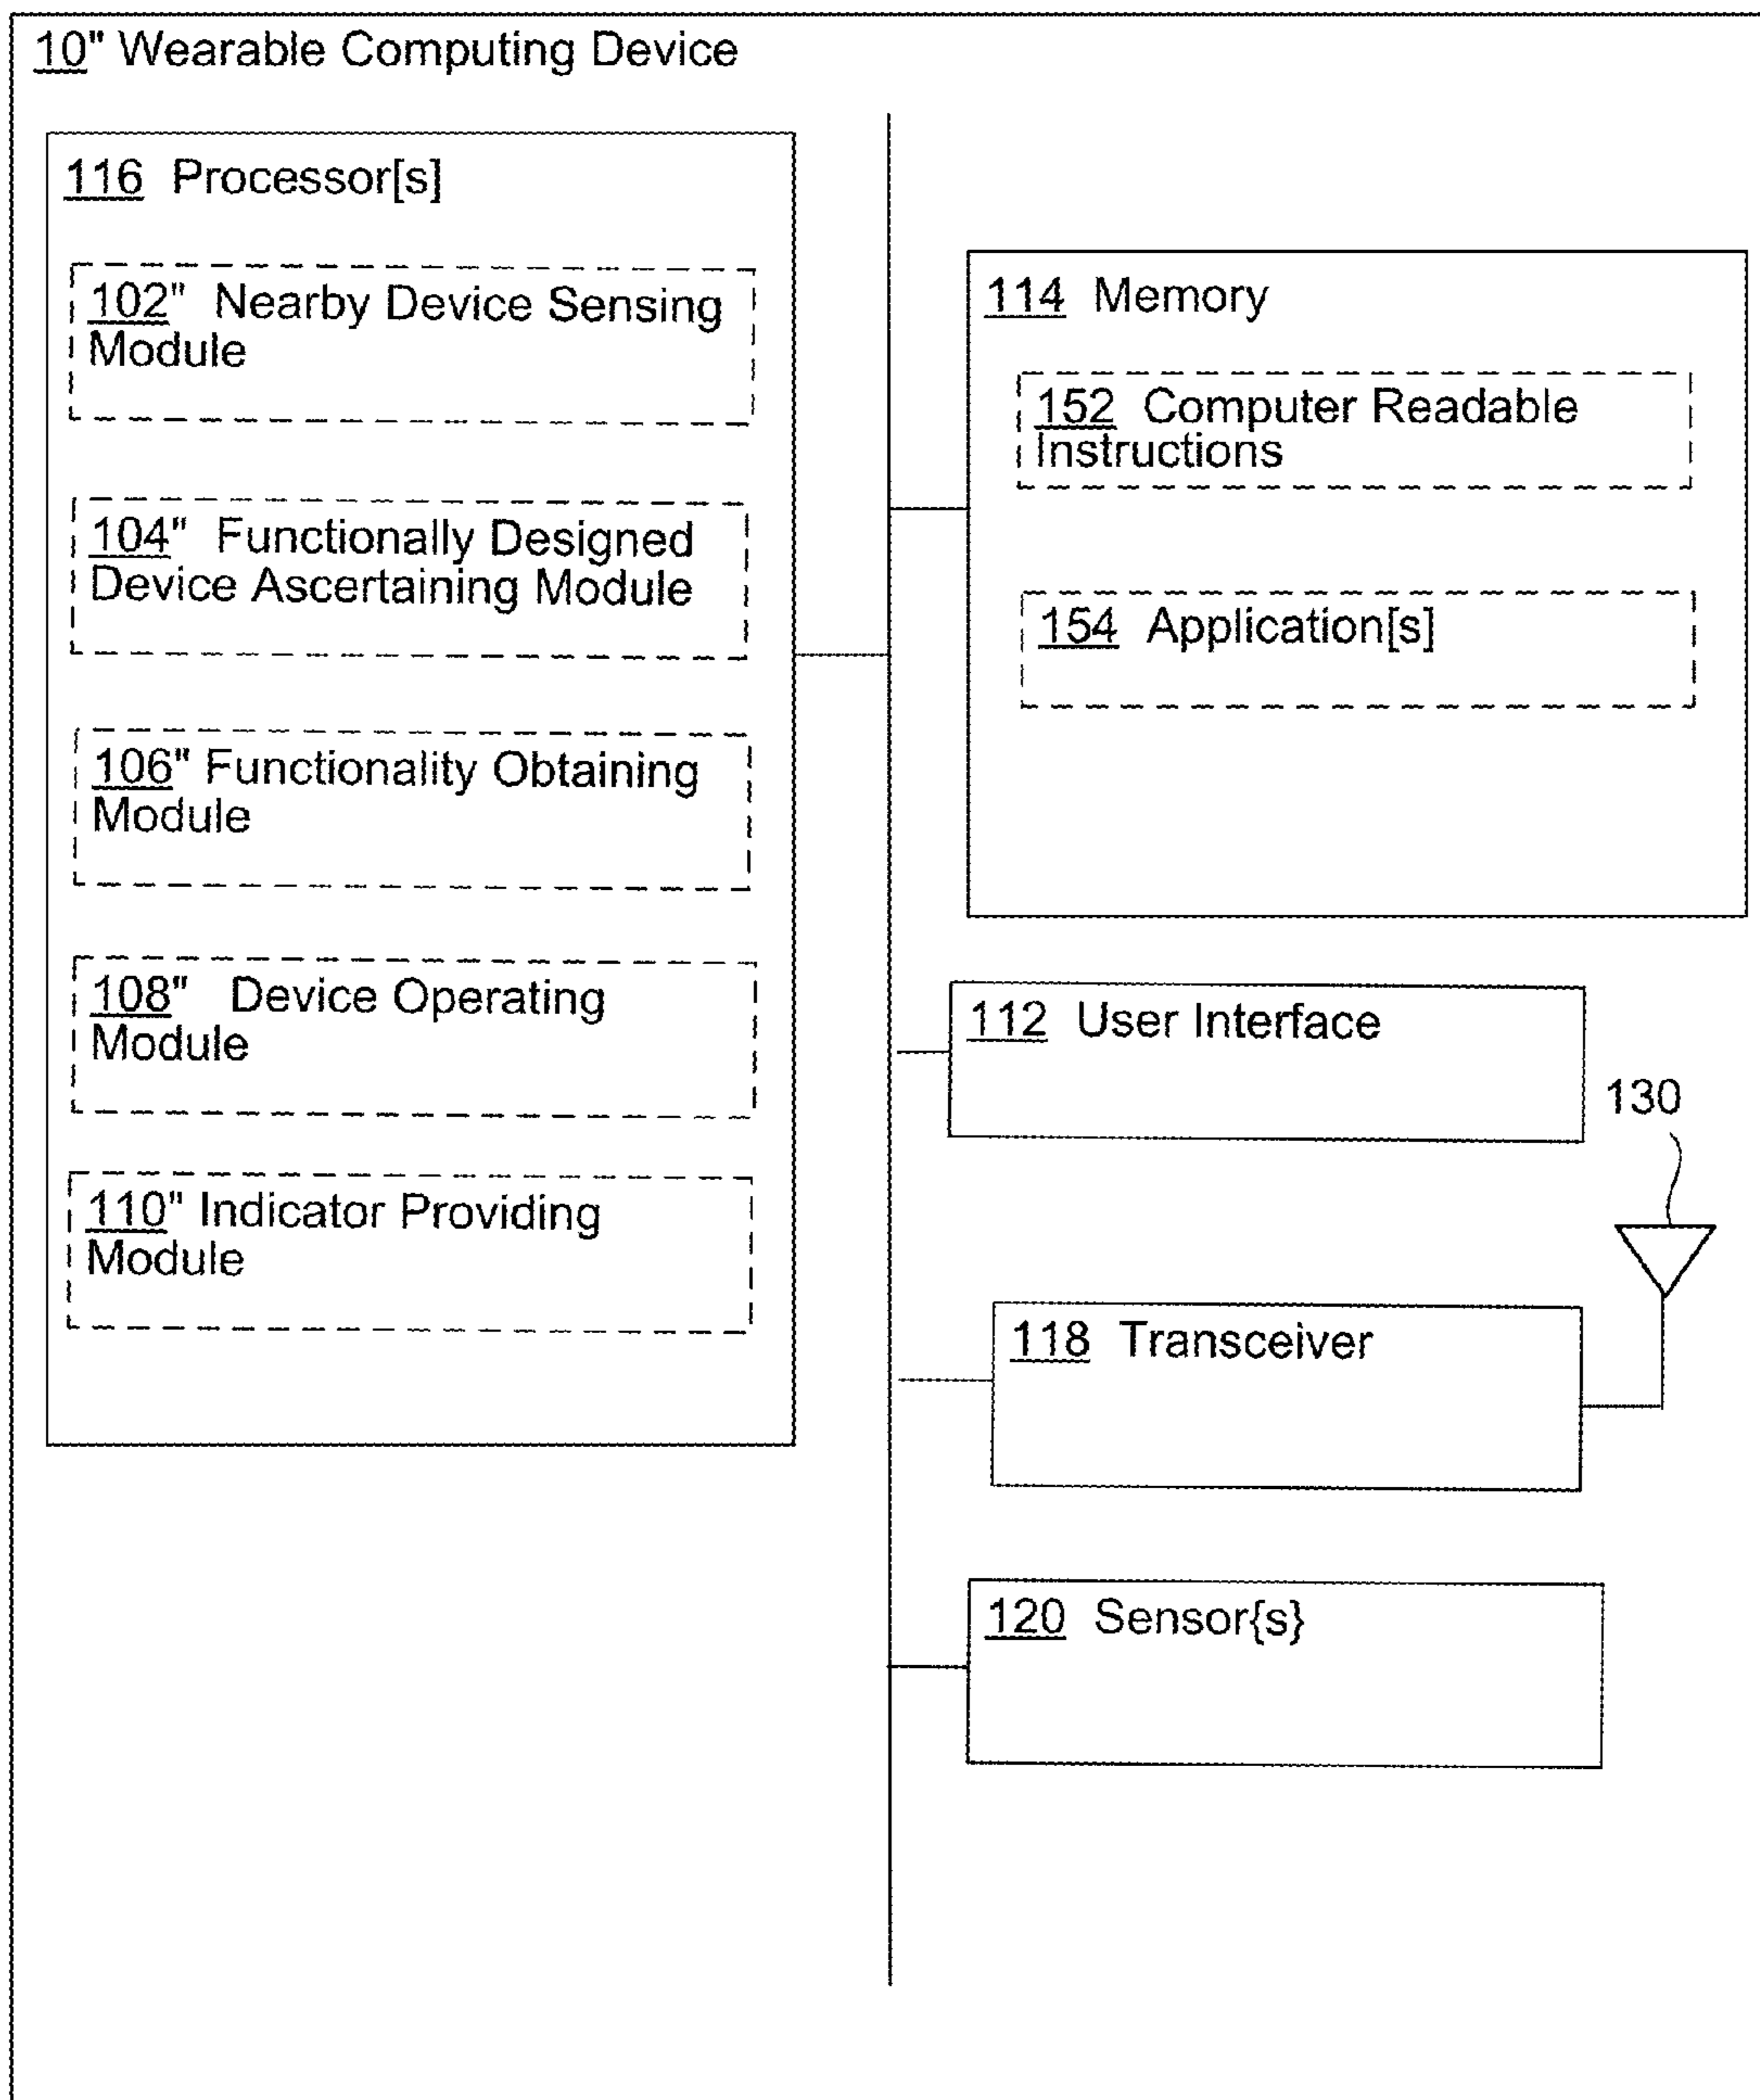 10" Wearable Computing Device
116 Processor[s]
102" Nearby Device Sensing
Module
104" Functionally Designed
Device Ascertaining Module
106" Functionality Obtaining
Module
108" Device Operating
Module
110" Indicator Providing
Module
114 Memory
152 Computer Readable
Instructions
154 Application[s]
112 User Interface
130
118 Transceiver
120 Sensor{s}